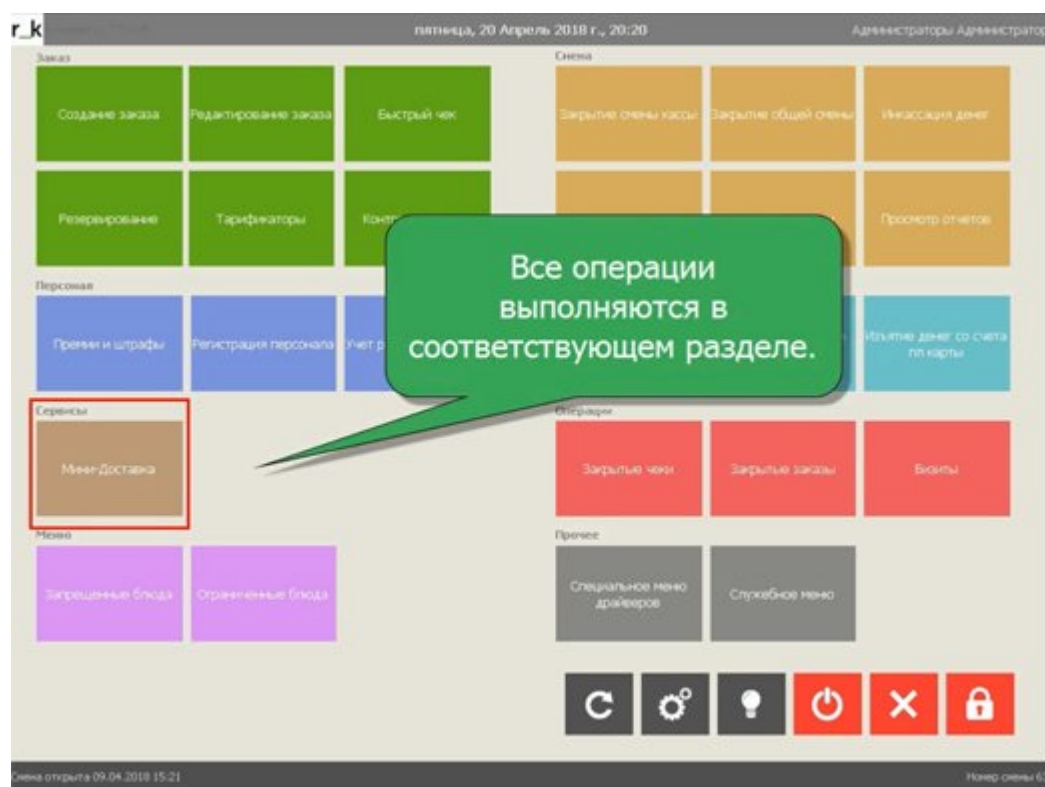 r_k
пятница, 20 Апрель 2018 г., 20:20
Администраторы Администратор
Заказ
Создание заказа
Редактирование заказа
Быстрый чек
Резервирование
Тарификаторы
Смена
Закрытие смены кассы
Закрытие общей смены
Инкассация денег
Просмотр отчетов
Все операции
выполняются в
соответствующем разделе.
Персонал
Премии и штрафы
Регистрация персонала
Учет
Изъятие денег со счета
пл карты
Сервисы
Мини-Доставка
Операции
Закрытые чеки
Закрытые заказы
Визиты
Меню
Запрещенные блюда
Ограниченные блюда
Прочее
Специальное меню
драйверов
Служебное меню
Смена открыта 09.04.2018 15:21
Номер смены